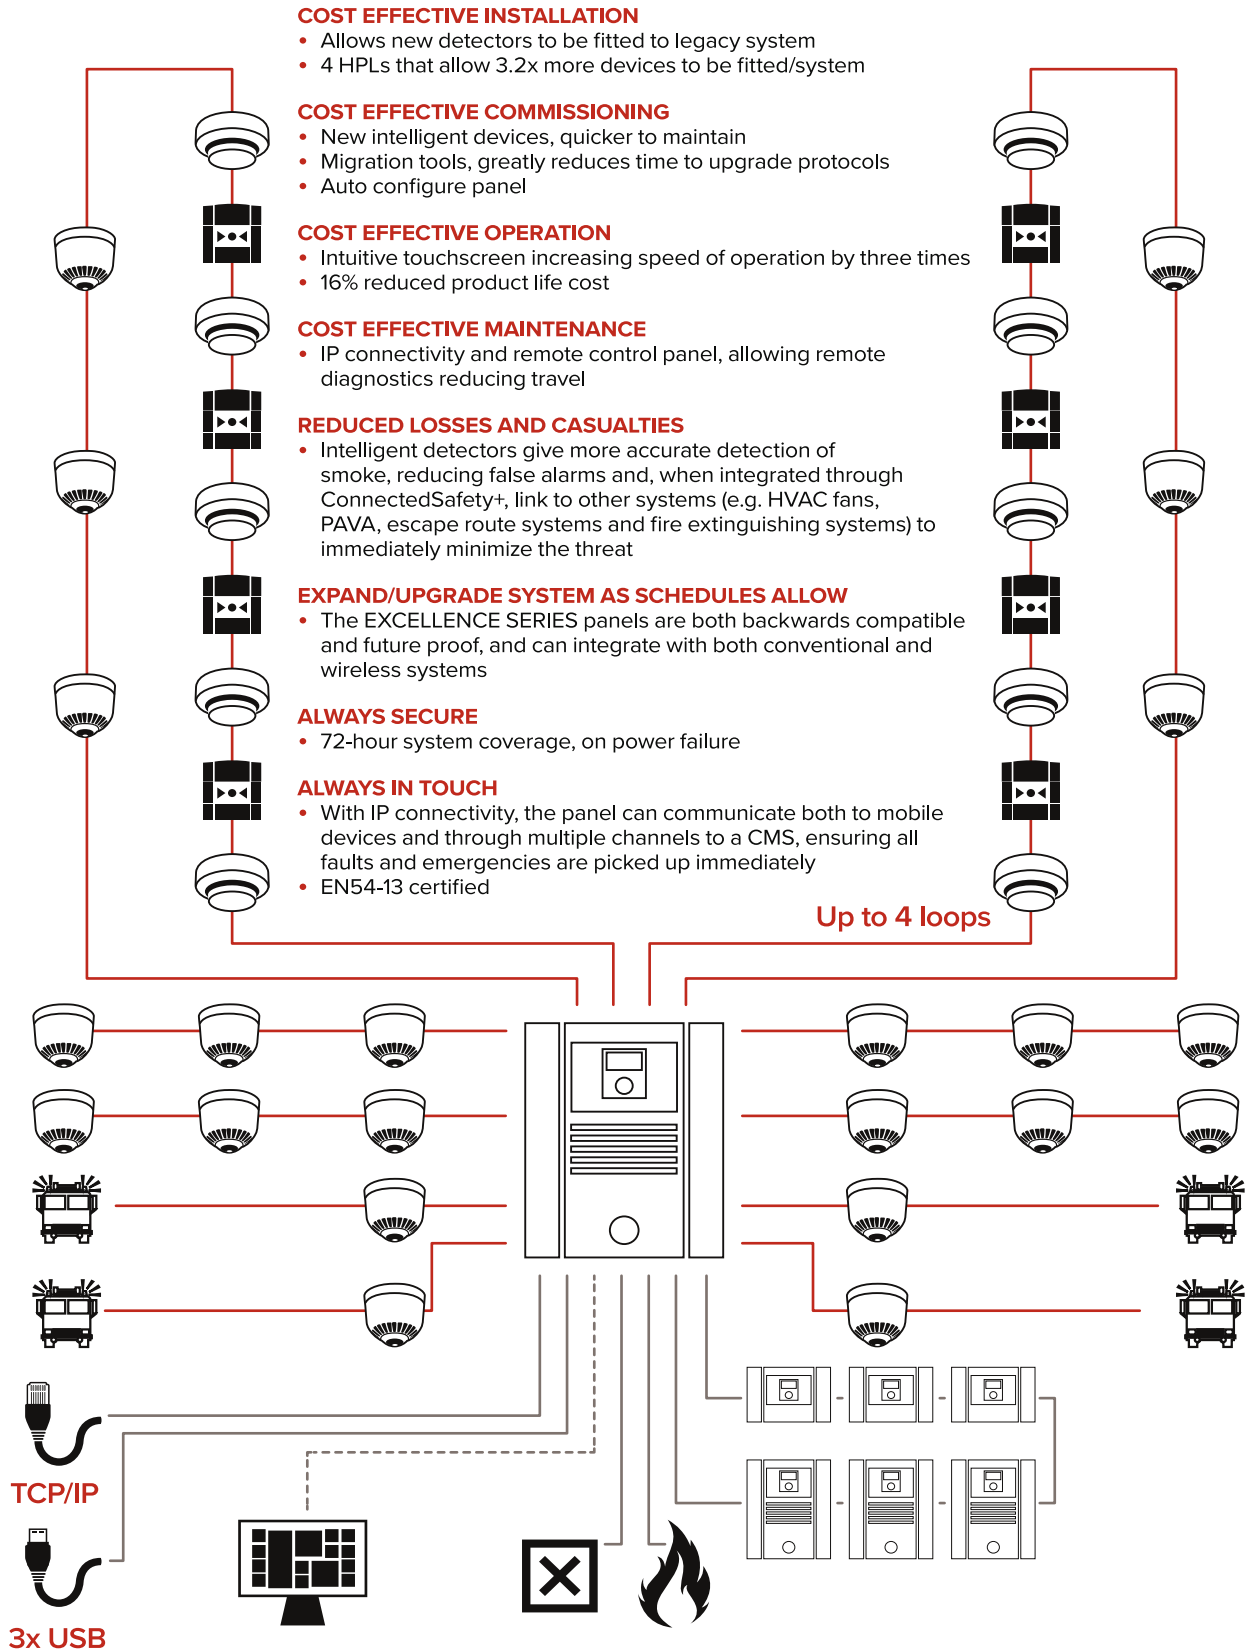 COST EFFECTIVE INSTALLATION
• Allows new detectors to be fitted to legacy system
• 4 HPLs that allow 3.2x more devices to be fitted/system
COST EFFECTIVE COMMISSIONING
• New intelligent devices, quicker to maintain
• Migration tools, greatly reduces time to upgrade protocols
• Auto configure panel
COST EFFECTIVE OPERATION
• Intuitive touchscreen increasing speed of operation by three times
• 16% reduced product life cost
COST EFFECTIVE MAINTENANCE
• IP connectivity and remote control panel, allowing remote
diagnostics reducing travel
REDUCED LOSSES AND CASUALTIES
• Intelligent detectors give more accurate detection of
smoke, reducing false alarms and, when integrated through
ConnectedSafety+, link to other systems (e.g. HVAC fans,
PAVA, escape route systems and fire extinguishing systems) to
immediately minimize the threat
EXPAND/UPGRADE SYSTEM AS SCHEDULES ALLOW
• The EXCELLENCE SERIES panels are both backwards compatible
and future proof, and can integrate with both conventional and
wireless systems
ALWAYS SECURE
• 72-hour system coverage, on power failure
ALWAYS IN TOUCH
• With IP connectivity, the panel can communicate both to mobile
devices and through multiple channels to a CMS, ensuring all
faults and emergencies are picked up immediately
• EN54-13 certified
Up to 4 loops
TCP/IP
3x USB